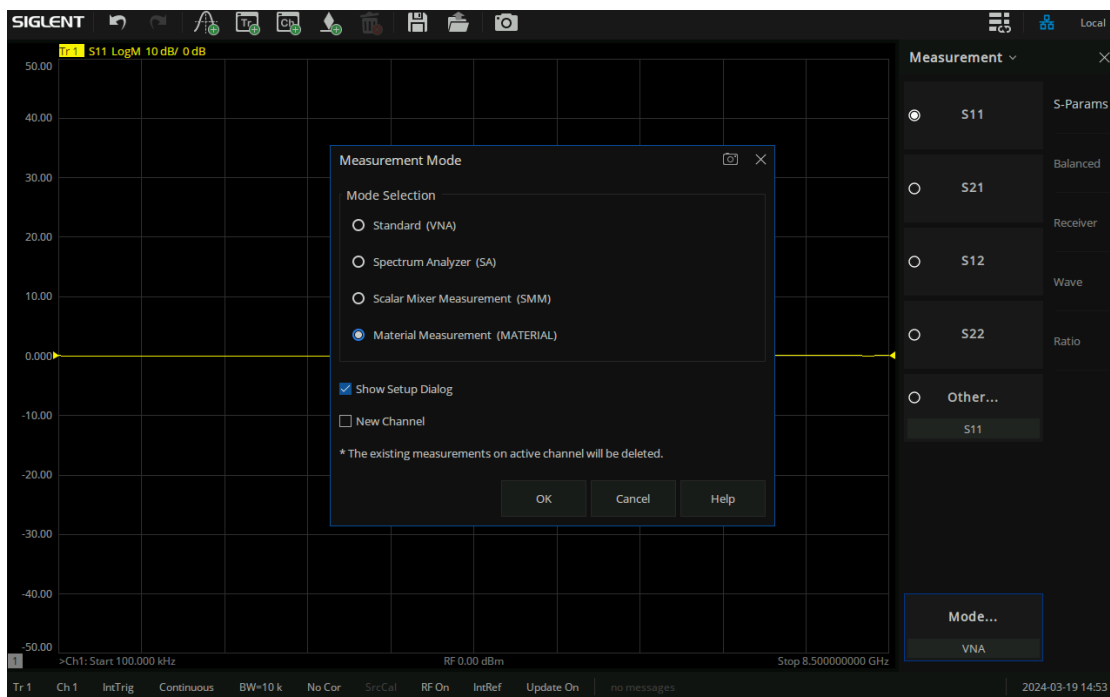 SIGLENT
Tr
Ch
Local
Tr 1 S11 LogM 10 dB/ 0 dB
50.00
40.00
30.00
20.00
10.00
0.000
-10.00
-20.00
-30.00
-40.00
-50.00
1
>Ch1: Start 100.000 kHz
RF 0.00 dBm
Stop 8.500000000 GHz
Measurement Mode
Mode Selection
Standard (VNA)
Spectrum Analyzer (SA)
Scalar Mixer Measurement (SMM)
Material Measurement (MATERIAL)
Show Setup Dialog
New Channel
* The existing measurements on active channel will be deleted.
OK
Cancel
Help
Measurement
S11
S21
S12
S22
Other...
S11
Mode...
VNA
S-Params
Balanced
Receiver
Wave
Ratio
Tr 1 Ch 1 IntTrig Continuous BW=10 k No Cor SrcCal RF On IntRef Update On no messages 2024-03-19 14:53